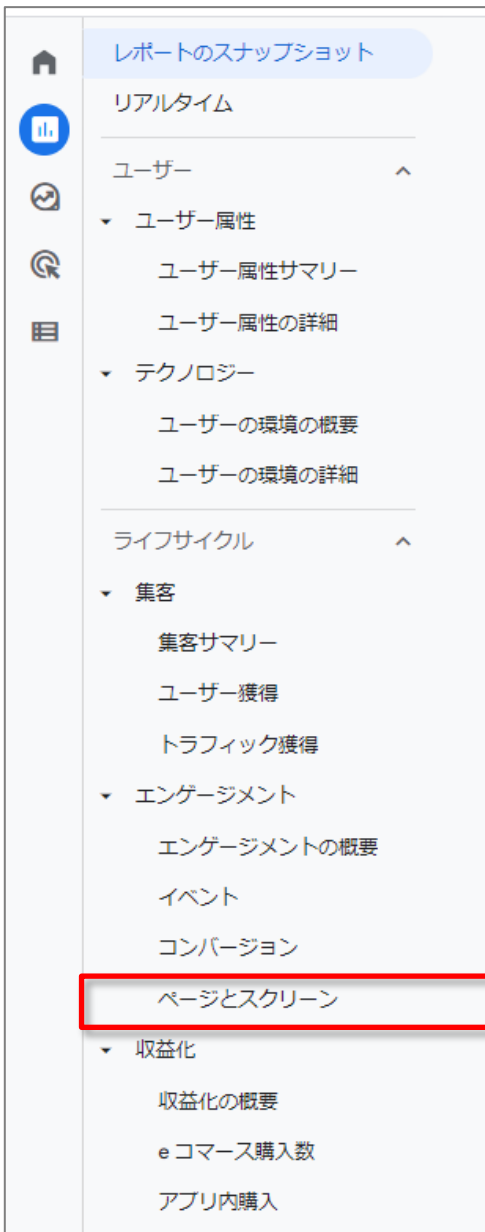 レポートのスナップショット
リアルタイム
ユーザー
ユーザー属性
ユーザー属性サマリー
ユーザー属性の詳細
テクノロジー
ユーザーの環境の概要
ユーザーの環境の詳細
ライフサイクル
集客
集客サマリー
ユーザー獲得
トラフィック獲得
エンゲージメント
エンゲージメントの概要
イベント
コンバージョン
ページとスクリーン
収益化
収益化の概要
e コマース購入数
アプリ内購入